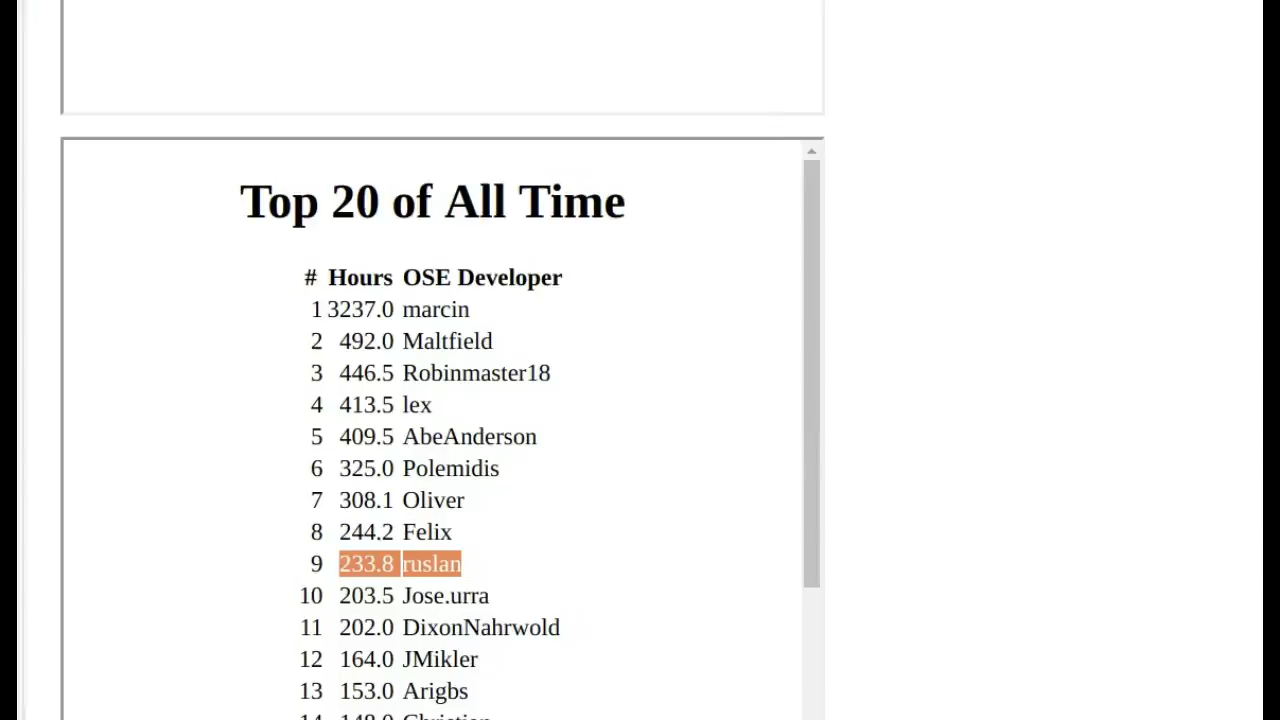 Top 20 of All Time
# Hours OSE Developer
1 3237.0 marcin
2 492.0 Maltfield
3 446.5 Robinmaster18
4 413.5 lex
5 409.5 AbeAnderson
6 325.0 Polemidis
7 308.1 Oliver
8 244.2 Felix
9 233.8 ruslan
10 203.5 Jose.urra
11 202.0 DixonNahrwold
12 164.0 JMikler
13 153.0 Arigbs